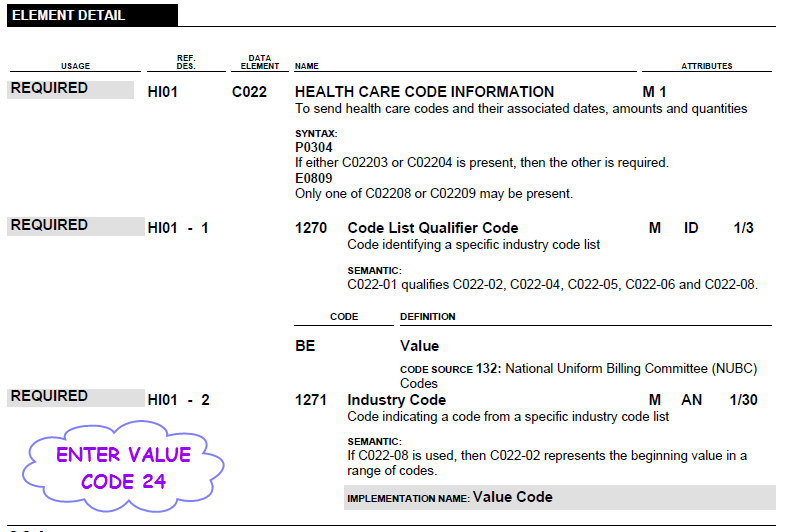 ELEMENT DETAIL
USAGE REF. DES. DATA ELEMENT NAME ATTRIBUTES
REQUIRED HI01 C022 HEALTH CARE CODE INFORMATION M 1
To send health care codes and their associated dates, amounts and quantities
SYNTAX:
P0304
If either C02203 or C02204 is present, then the other is required.
E0809
Only one of C02208 or C02209 may be present.
REQUIRED HI01 - 1 1270 Code List Qualifier Code M ID 1/3
Code identifying a specific industry code list
SEMANTIC:
C022-01 qualifies C022-02, C022-04, C022-05, C022-06 and C022-08.
CODE DEFINITION
BE Value
CODE SOURCE 132: National Uniform Billing Committee (NUBC)
Codes
REQUIRED HI01 - 2 1271 Industry Code M AN 1/30
Code indicating a code from a specific industry code list
SEMANTIC:
If C022-08 is used, then C022-02 represents the beginning value in a
range of codes.
IMPLEMENTATION NAME: Value Code
ENTER VALUE
CODE 24